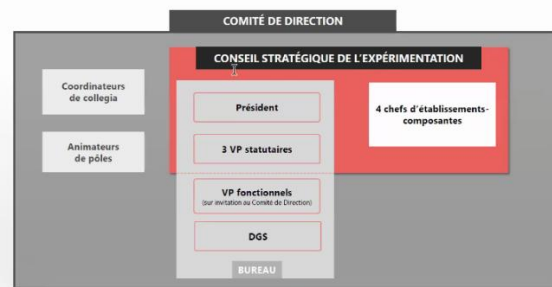 COMITÉ DE DIRECTION
CONSEIL STRATÉGIQUE DE L'EXPÉRIMENTATION
Coordinateurs
de collegia
Animateurs
de pôles
Président
3 VP statutaires
VP fonctionnels
(sur invitation au Comité de Direction)
DGS
BUREAU
4 chefs d'établissements-
composantes